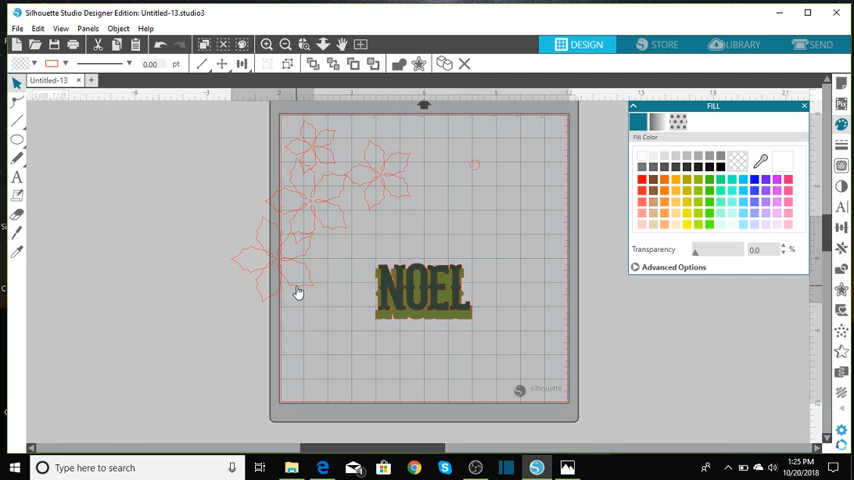 Silhouette Studio Designer Edition: Untitled-13.studio3
File Edit View Panels Object Help
DESIGN STORE LIBRARY SEND
0.00 pt
Untitled-13
FILL
Fill Color
Transparency 0.0 %
Advanced Options
NOEL
silhouette
Type here to search
1:25 PM
10/20/2018